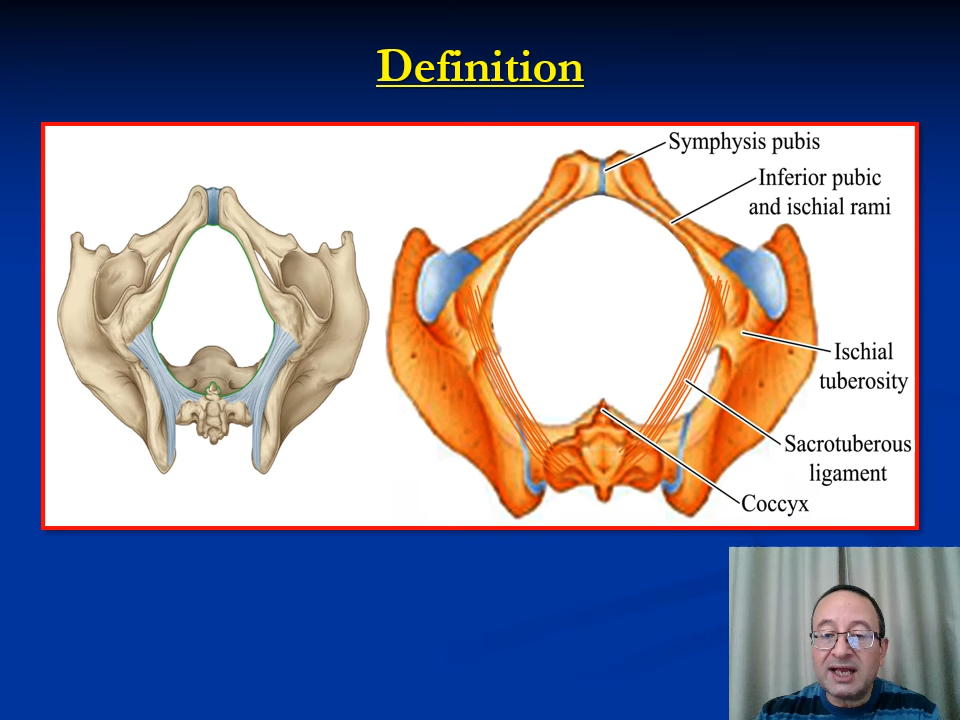 Definition
Symphysis pubis
Inferior pubic
and ischial rami
Ischial
tuberosity
Sacrotuberous
ligament
Coccyx